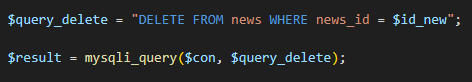 $query_delete = "DELETE FROM news WHERE news_id = $id_new";
$result = mysqli_query($con, $query_delete);